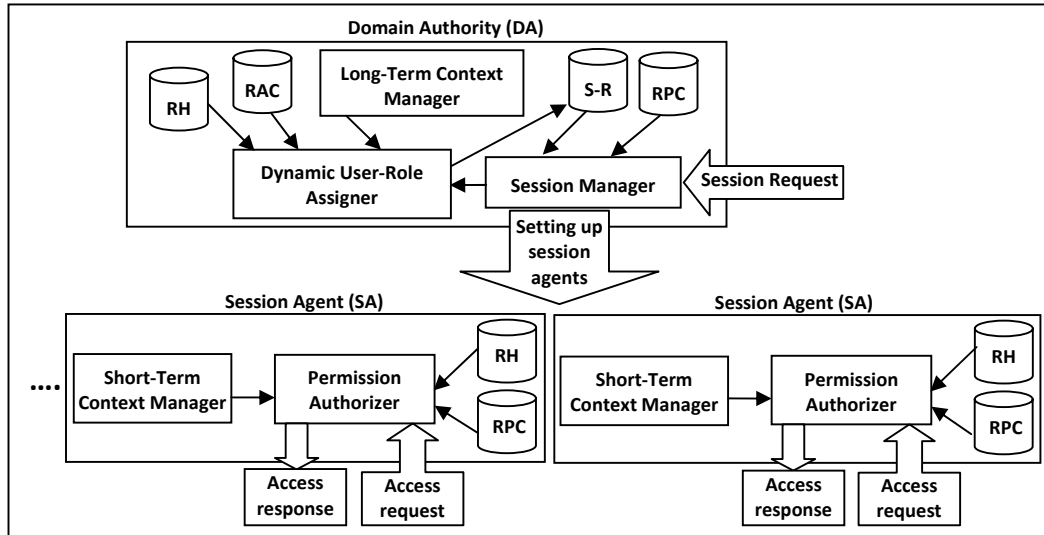 Domain Authority (DA)
RH
RAC
Long-Term Context
Manager
S-R
RPC
Dynamic User-Role
Assigner
Session Manager
Session Request
Setting up
session
agents
Session Agent (SA)
Session Agent (SA)
....
Short-Term
Context Manager
Permission
Authorizer
RH
RPC
Access
response
Access
request
Short-Term
Context Manager
Permission
Authorizer
RH
RPC
Access
response
Access
request